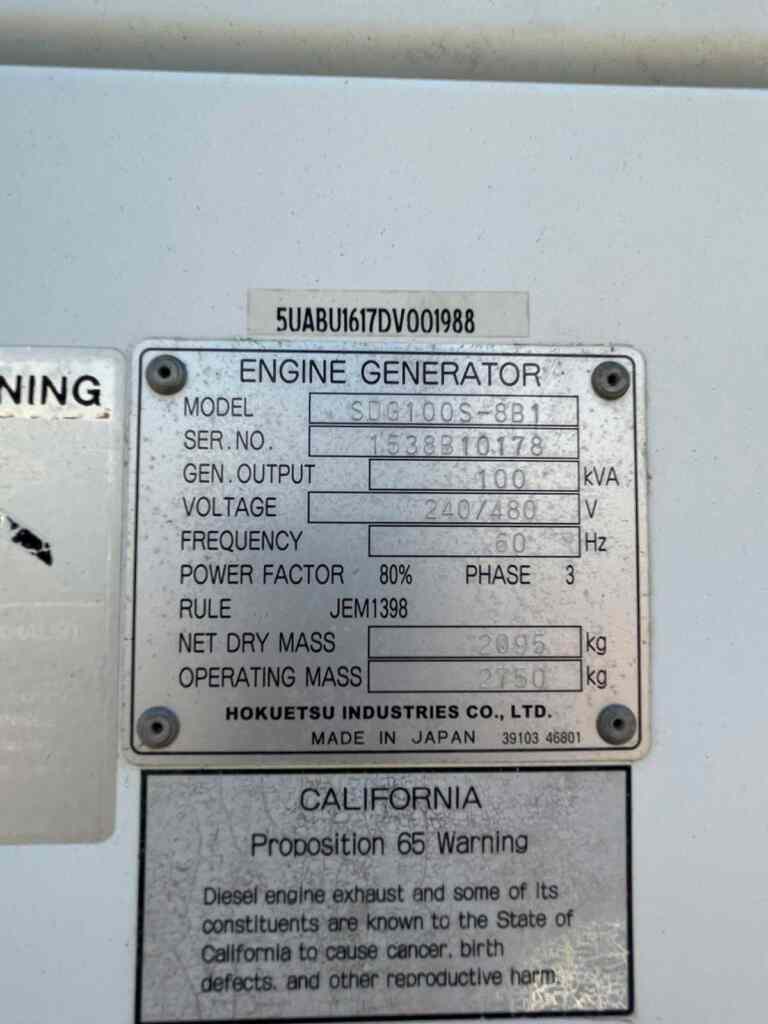 5UABU1617DV001988
NING
ENGINE GENERATOR
MODEL SDG100S-8B1
SER.NO. 1538B10178
GEN.OUTPUT 100 kVA
VOLTAGE 240/480 V
FREQUENCY 60 Hz
POWER FACTOR 80% PHASE 3
RULE JEM1398
NET DRY MASS 2095 kg
OPERATING MASS 2750 kg
HOKUETSU INDUSTRIES CO., LTD.
MADE IN JAPAN 39103 46801
CALIFORNIA
Proposition 65 Warning
Diesel engine exhaust and some of its
constituents are known to the State of
California to cause cancer, birth
defects, and other reproductive harm.